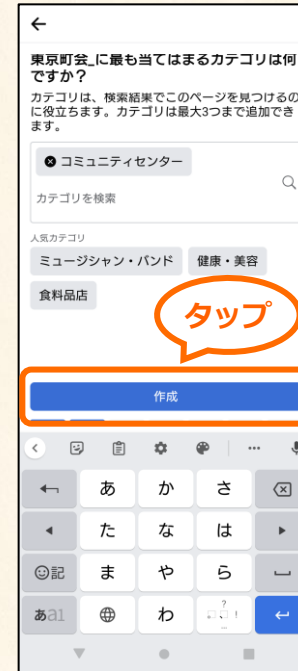 東京町会_に最も当てはまるカテゴリは何
ですか？
カテゴリは、検索結果でこのページを見つけるの
に役立ちます。カテゴリは最大3つまで追加でき
ます。
コミュニティセンター
カテゴリを検索
人気カテゴリ
ミュージシャン・バンド 健康・美容
食料品店
タップ
作成
あ か さ
た な は
記 ま や ら
あa1 わ 、。?!